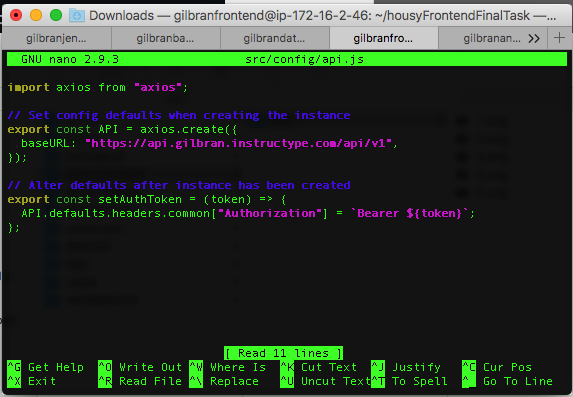 Downloads — gilbranfrontend@ip-172-16-2-46: ~/housyFrontendFinalTask —...
gilbranjen... gilbranba... gilbrandat... gilbranfro... gilbranan... >> +
GNU nano 2.9.3 src/config/api.js
import axios from "axios";
// Set config defaults when creating the instance
export const API = axios.create({
baseURL: "https://api.gilbran.instructype.com/api/v1",
});
// Alter defaults after instance has been created
export const setAuthToken = (token) => {
API.defaults.headers.common["Authorization"] = `Bearer ${token}`;
};
[ Read 11 lines ]
^G Get Help ^O Write Out ^W Where Is ^K Cut Text ^J Justify ^C Cur Pos
^X Exit ^R Read File ^\ Replace ^U Uncut Text ^T To Spell ^_ Go To Line